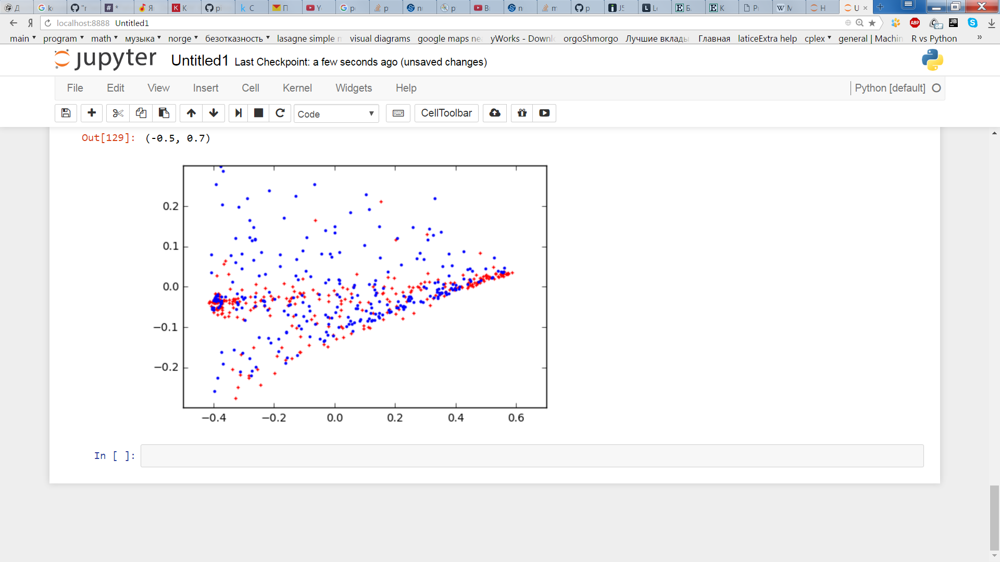 localhost:8888 Untitled1
main program math музыка norge безотказность lasagne simple visual diagrams google maps yWorks - orgoShmorgo Лучшие вклады Главная laticeExtra help cplex general | R vs Python »
jupyter Untitled1 Last Checkpoint: a few seconds ago (unsaved changes)
File Edit View Insert Cell Kernel Widgets Help Python [default]
Code CellToolbar
Out[129]: (-0.5, 0.7)
0.2
0.1
0.0
−0.1
−0.2
−0.4 −0.2 0.0 0.2 0.4 0.6
In [ ]: